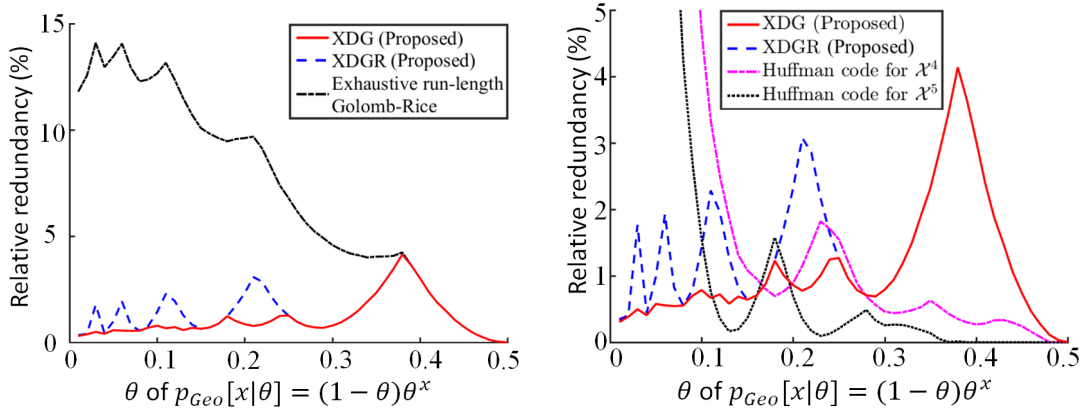 Relative redundancy (%)
15
10
5
0
0
0.1
0.2
0.3
0.4
0.5
XDG (Proposed)
XDGR (Proposed)
Exhaustive run-length
Golomb-Rice
θ of p_Geo[x|θ] = (1 − θ)θ^x
Relative redundancy (%)
5
4
3
2
1
0
0
0.1
0.2
0.3
0.4
0.5
XDG (Proposed)
XDGR (Proposed)
Huffman code for 𝒳⁴
Huffman code for 𝒳⁵
θ of p_Geo[x|θ] = (1 − θ)θ^x